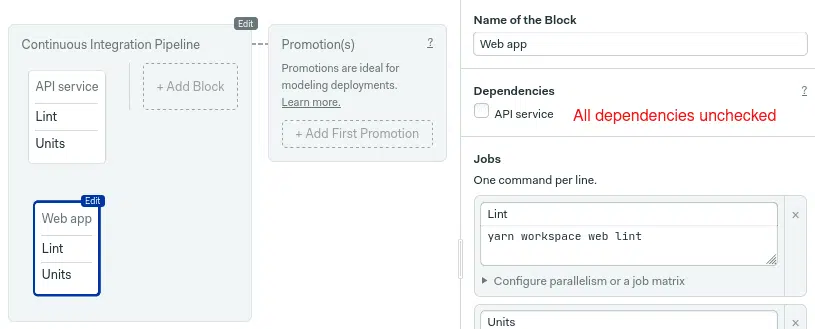 Edit
Continuous Integration Pipeline
API service
Lint
Units
+ Add Block
Edit
Web app
Lint
Units
Promotion(s)
?
Promotions are ideal for
modeling deployments.
Learn more.
+ Add First Promotion
Name of the Block
Web app
Dependencies
?
API service
All dependencies unchecked
Jobs
One command per line.
Lint
x
yarn workspace web lint
Configure parallelism or a job matrix
Units
x